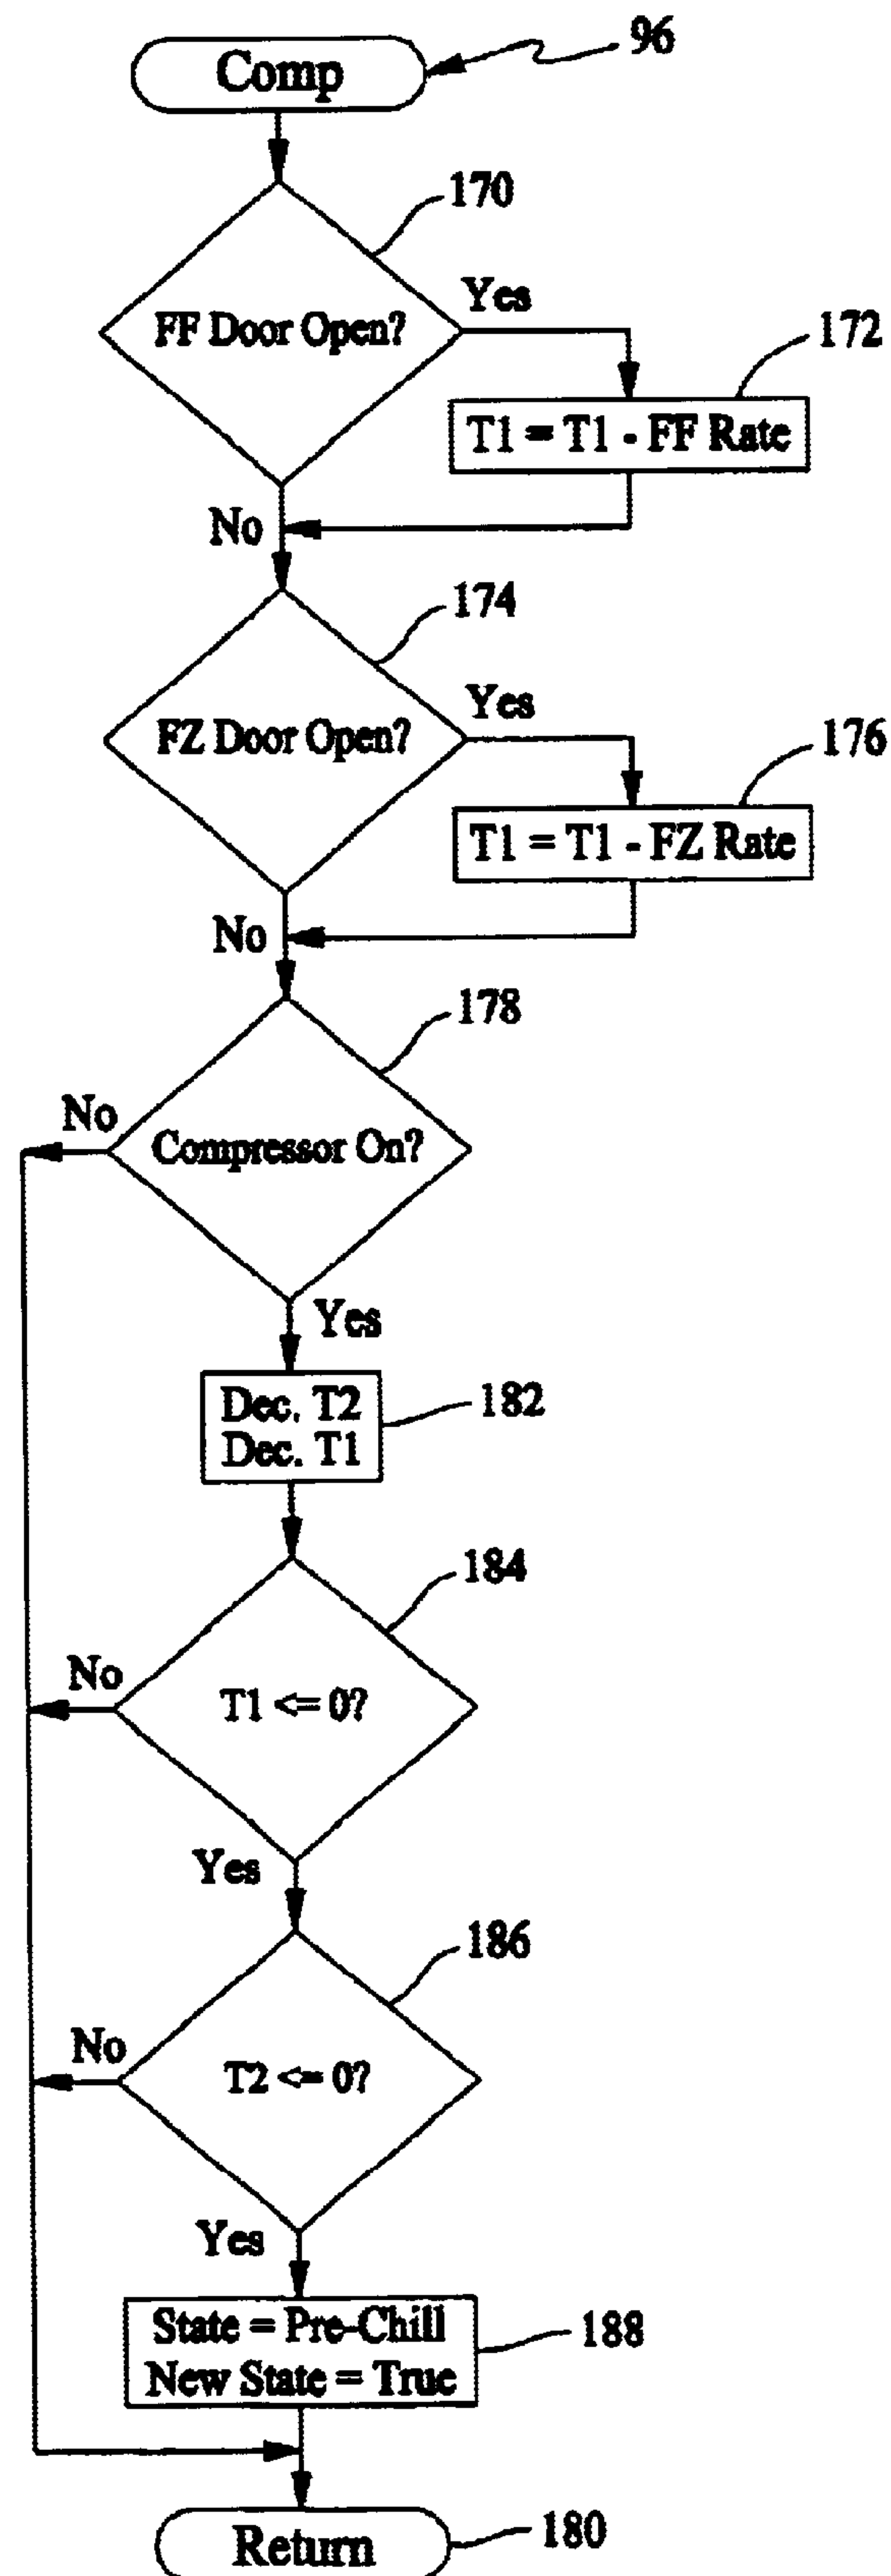 Comp
96
170
FF Door Open?
Yes
172
T1 = T1 - FF Rate
No
174
FZ Door Open?
Yes
176
T1 = T1 - FZ Rate
No
178
Compressor On?
No
Yes
Dec. T2
Dec. T1
182
184
T1 <= 0?
No
Yes
186
T2 <= 0?
No
Yes
State = Pre-Chill
New State = True
188
Return
180